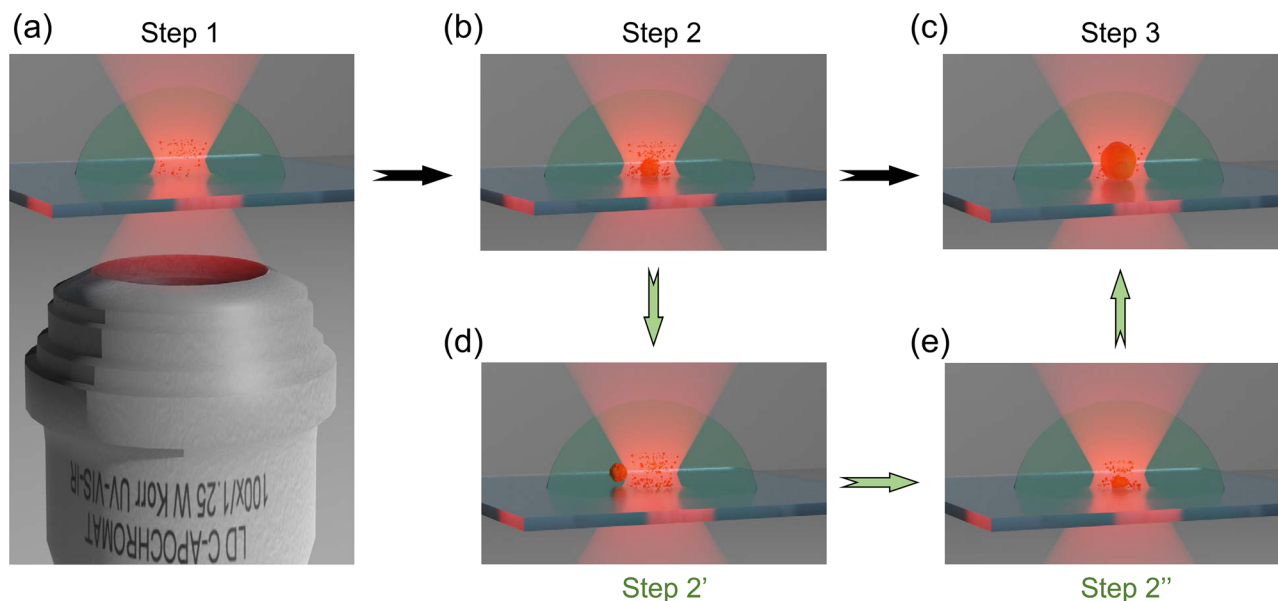 (a)
Step 1
(b)
Step 2
(c)
Step 3
(d)
(e)
LD C-APOCHROMAT
100x/1.25 W Korr UV-VIS-IR
Step 2’
Step 2’’